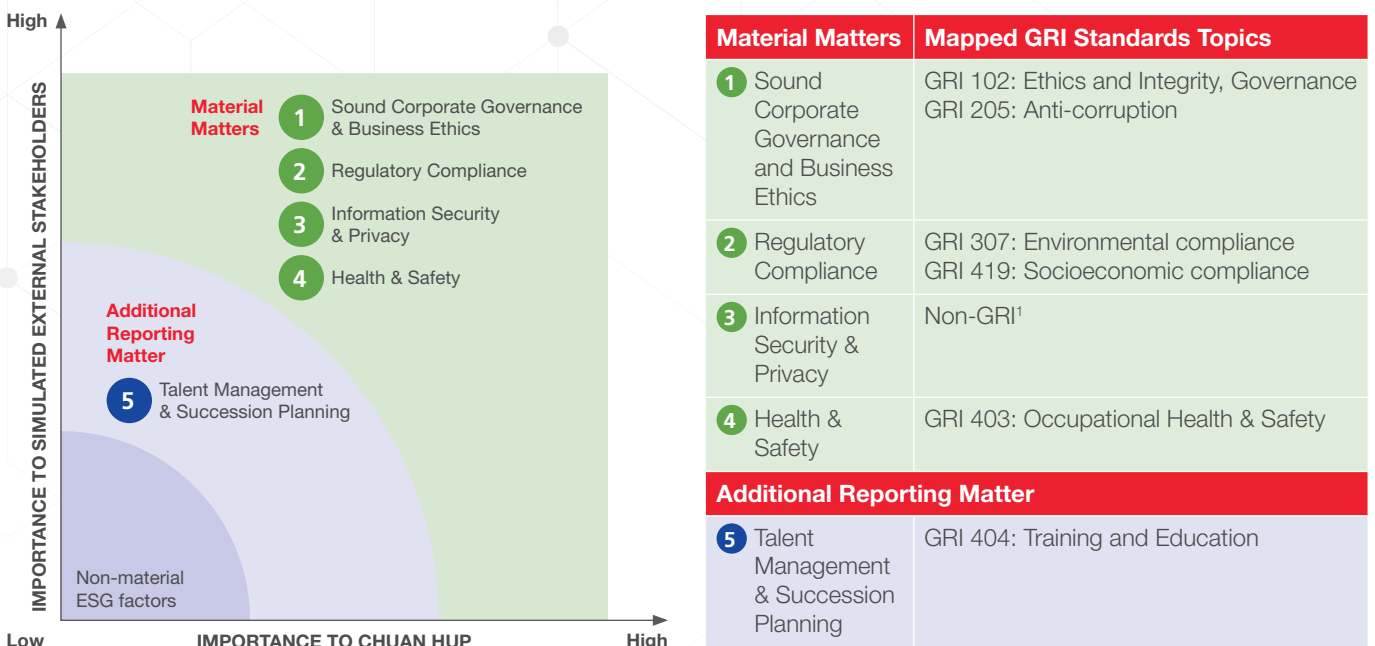 High
IMPORTANCE TO SIMULATED EXTERNAL STAKEHOLDERS
Material
Matters
1 Sound Corporate Governance
& Business Ethics
2 Regulatory Compliance
3 Information Security
& Privacy
4 Health & Safety
Additional
Reporting
Matter
5 Talent Management
& Succession Planning
Non-material
ESG factors
Low
IMPORTANCE TO CHUAN HUP
High
Material Matters Mapped GRI Standards Topics
1 Sound
Corporate
Governance
and Business
Ethics
GRI 102: Ethics and Integrity, Governance
GRI 205: Anti-corruption
2 Regulatory
Compliance
GRI 307: Environmental compliance
GRI 419: Socioeconomic compliance
3 Information
Security &
Privacy
Non-GRI¹
4 Health &
Safety
GRI 403: Occupational Health & Safety
Additional Reporting Matter
5 Talent
Management
& Succession
Planning
GRI 404: Training and Education